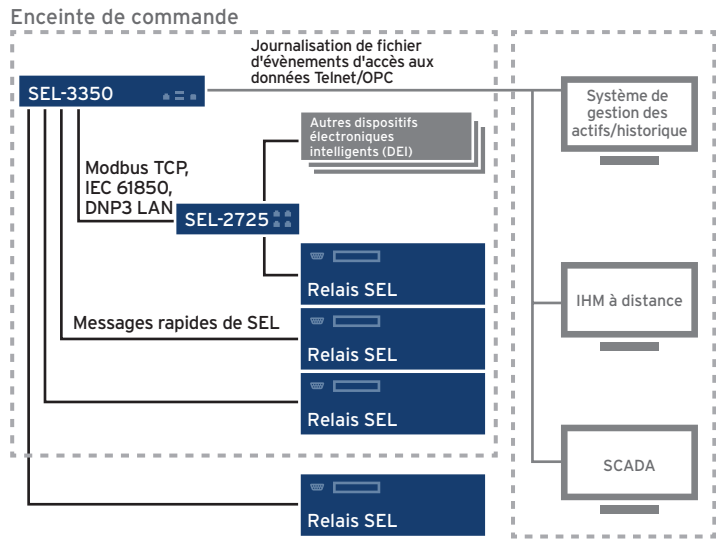 Enceinte de commande
Journalisation de fichier
d'évènements d'accès aux
données Telnet/OPC
SEL-3350
Système de
gestion des
actifs/historique
Autres dispositifs
électroniques
intelligents (DEI)
Modbus TCP,
IEC 61850,
DNP3 LAN
SEL-2725
Relais SEL
IHM à distance
Messages rapides de SEL
Relais SEL
Relais SEL
SCADA
Relais SEL